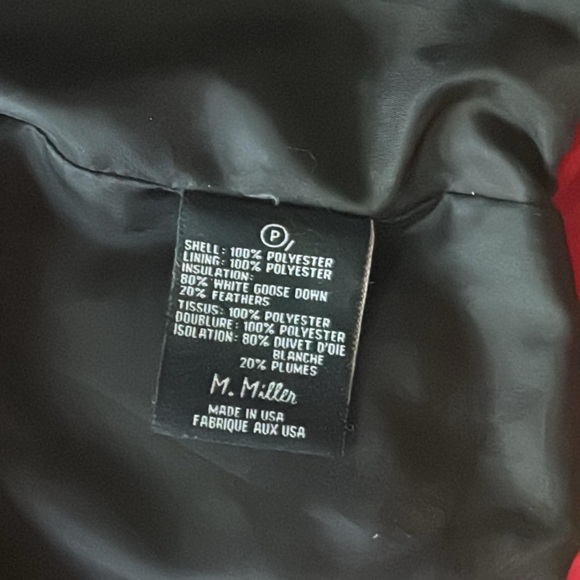 P
SHELL: 100% POLYESTER
LINING: 100% POLYESTER
INSULATION:
80% WHITE GOOSE DOWN
20% FEATHERS
TISSUS: 100% POLYESTER
DOUBLURE: 100% POLYESTER
ISOLATION: 80% DUVET D'OIE
BLANCHE
20% PLUMES
M. Miller
MADE IN USA
FABRIQUE AUX USA